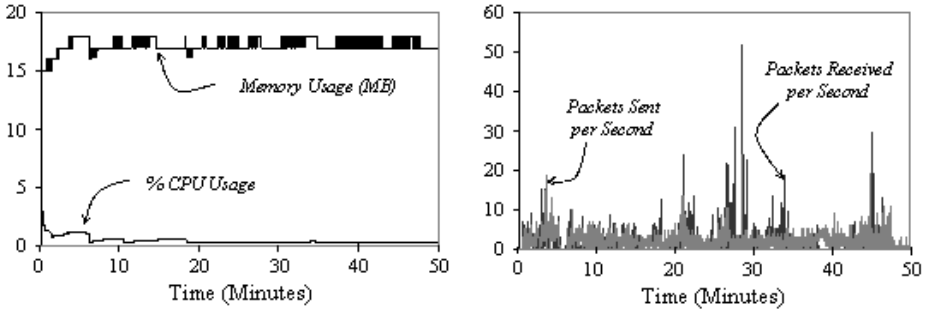 20
15
10
5
0
Memory Usage (MB)
% CPU Usage
0 10 20 30 40 50
Time (Minutes)
60
50
40
30
20
10
0
Packets Sent
per Second
Packets Received
per Second
0 10 20 30 40 50
Time (Minutes)